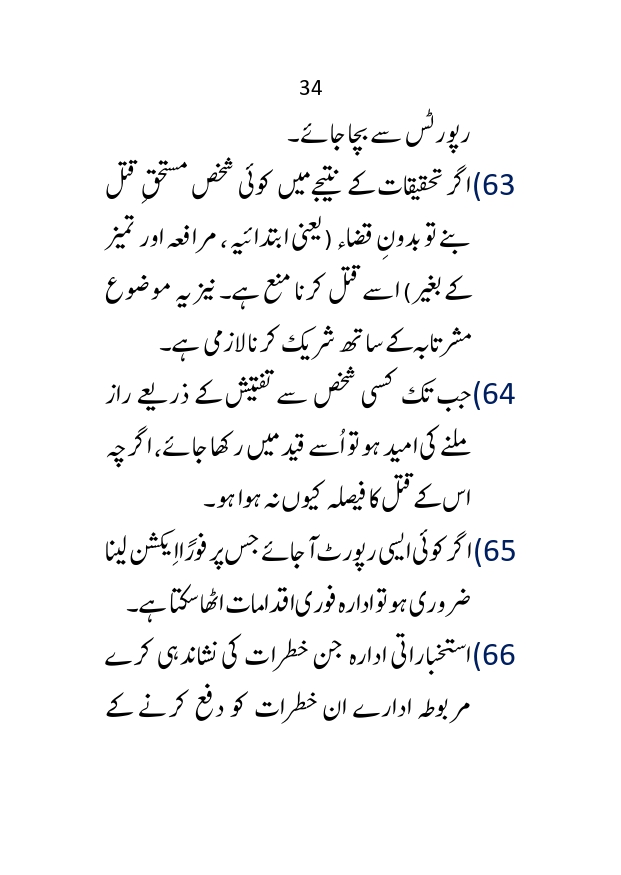 34
رپورٹس سے بچا جائے۔
63)اگر تحقیقات کے نتیجے میں کوئی شخص مستحقِ قتل
بنے تو بدونِ قضاء (یعنی ابتدائیہ ، مرافعہ اور تمیز
کے بغیر) اسے قتل کرنا منع ہے۔ نیز یہ موضوع
مشرتابہ کے ساتھ شریک کرنا لازمی ہے۔
64)جب تک کسی شخص سے تفتیش کے ذریعے راز
ملنے کی امید ہو تو اُسے قید میں رکھا جائے، اگرچہ
اس کے قتل کا فیصلہ کیوں نہ ہوا ہو۔
65)اگر کوئی ایسی رپورٹ آ جائے جس پر فورًا اِیکشن لینا
ضروری ہو تو ادارہ فوری اقدامات اٹھا سکتا ہے۔
66)استخباراتی ادارہ جن خطرات کی نشاندہی کرے
مربوطہ ادارے ان خطرات کو دفع کرنے کے